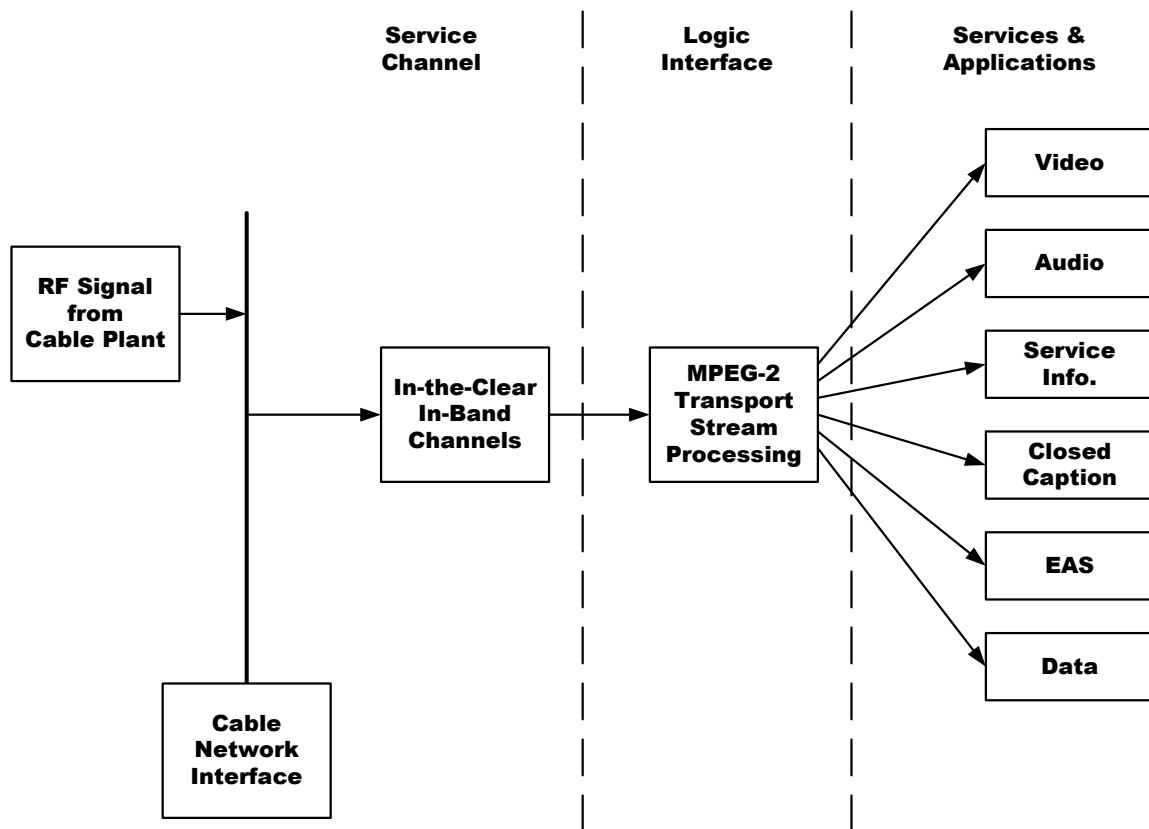 Service
Channel
Logic
Interface
Services &
Applications
RF Signal
from
Cable Plant
Cable
Network
Interface
In-the-Clear
In-Band
Channels
MPEG-2
Transport
Stream
Processing
Video
Audio
Service
Info.
Closed
Caption
EAS
Data